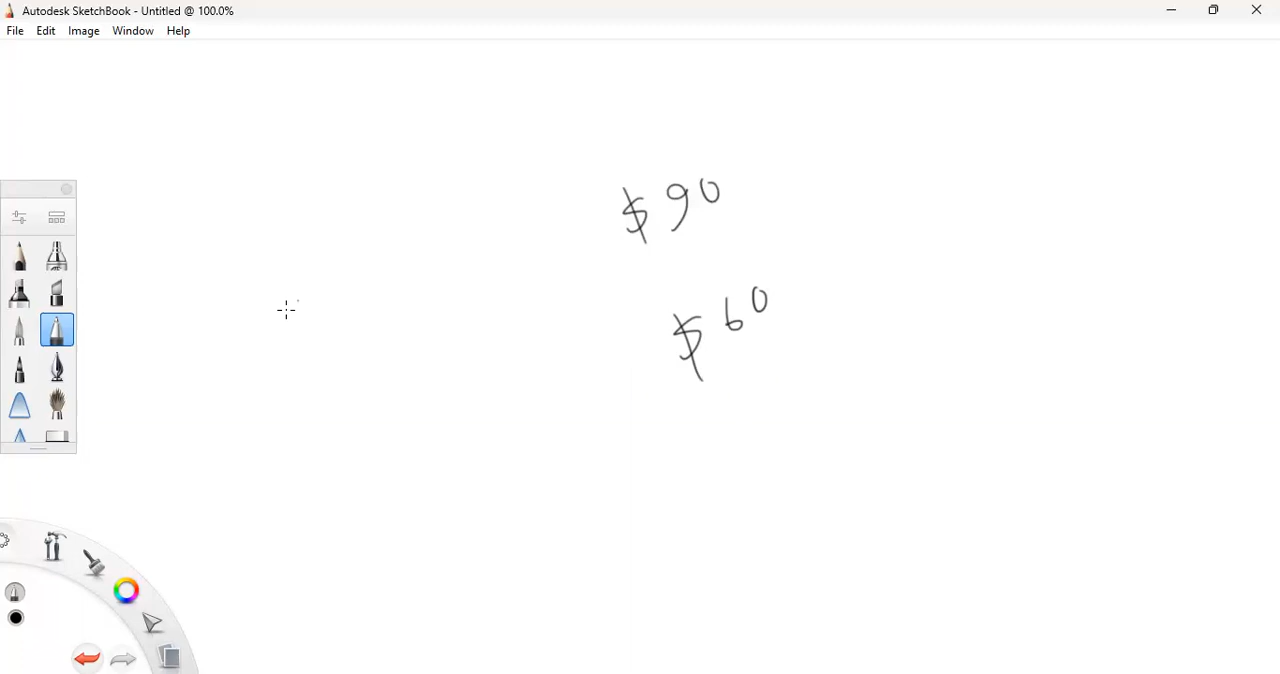 Autodesk SketchBook - Untitled @ 100.0%
File Edit Image Window Help
$90
$60